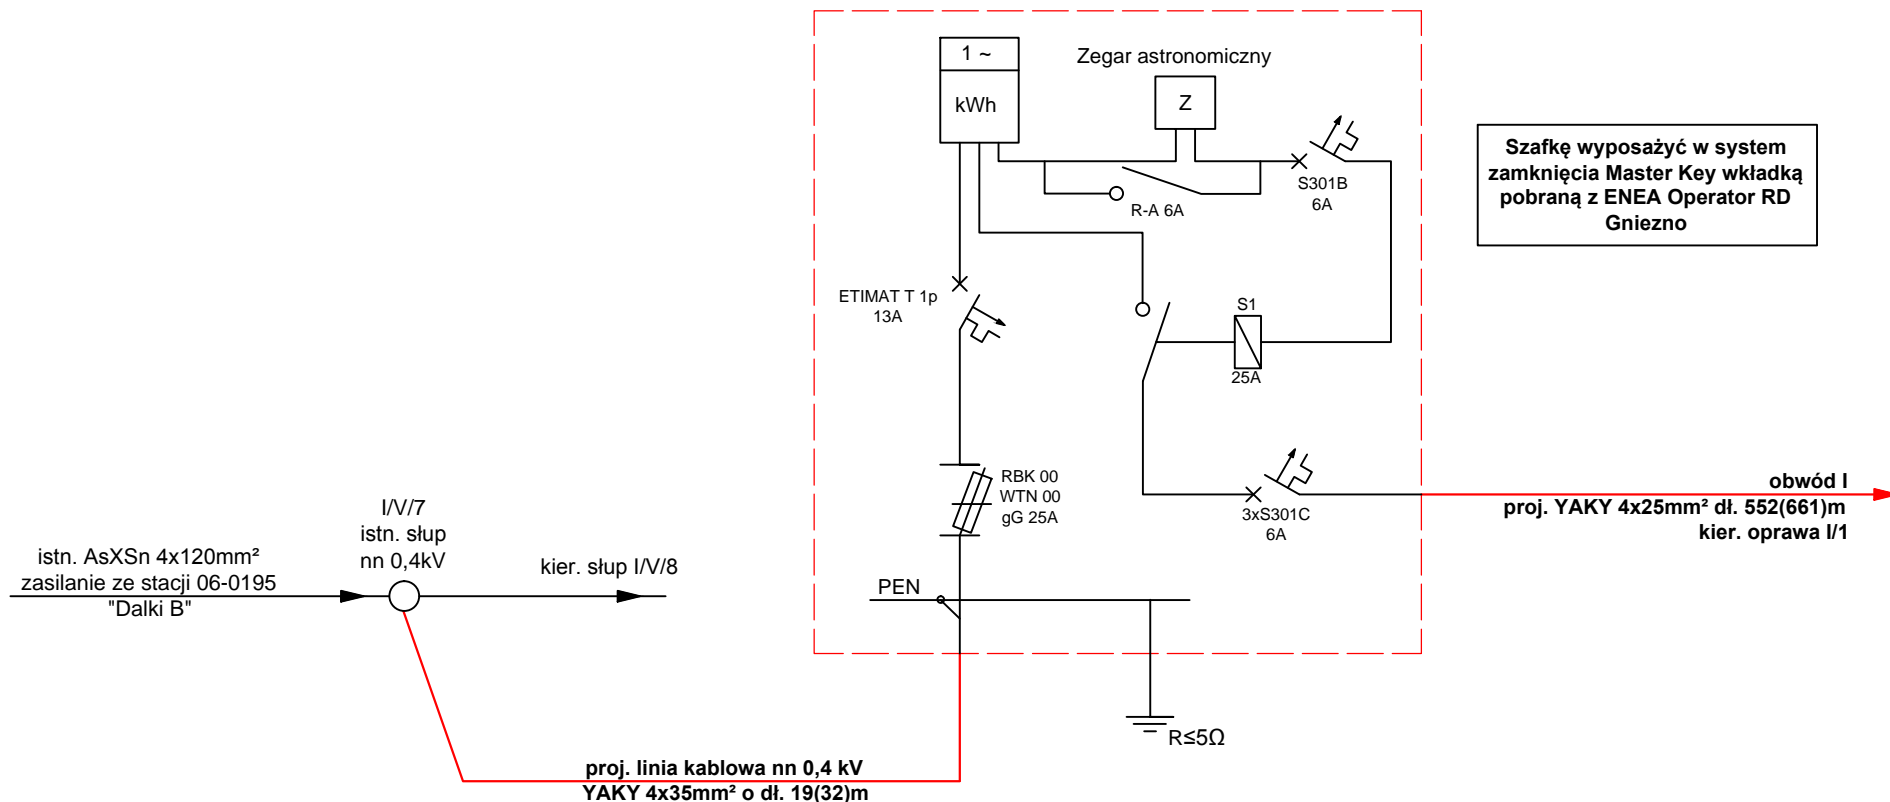 1 ~
kWh
Zegar astronomiczny
Z
S301B
6A
R-A 6A
Szafkę wyposażyć w system
zamknięcia Master Key wkładką
pobraną z ENEA Operator RD
Gniezno
ETIMAT T 1p
13A
S1
25A
RBK 00
WTN 00
gG 25A
3xS301C
6A
obwód I
proj. YAKY 4x25mm² dł. 552(661)m
kier. oprawa I/1
I/V/7
istn. słup
nn 0,4kV
istn. AsXSn 4x120mm²
zasilanie ze stacji 06-0195
"Dalki B"
kier. słup I/V/8
PEN
R≤5Ω
proj. linia kablowa nn 0,4 kV
YAKY 4x35mm² o dł. 19(32)m